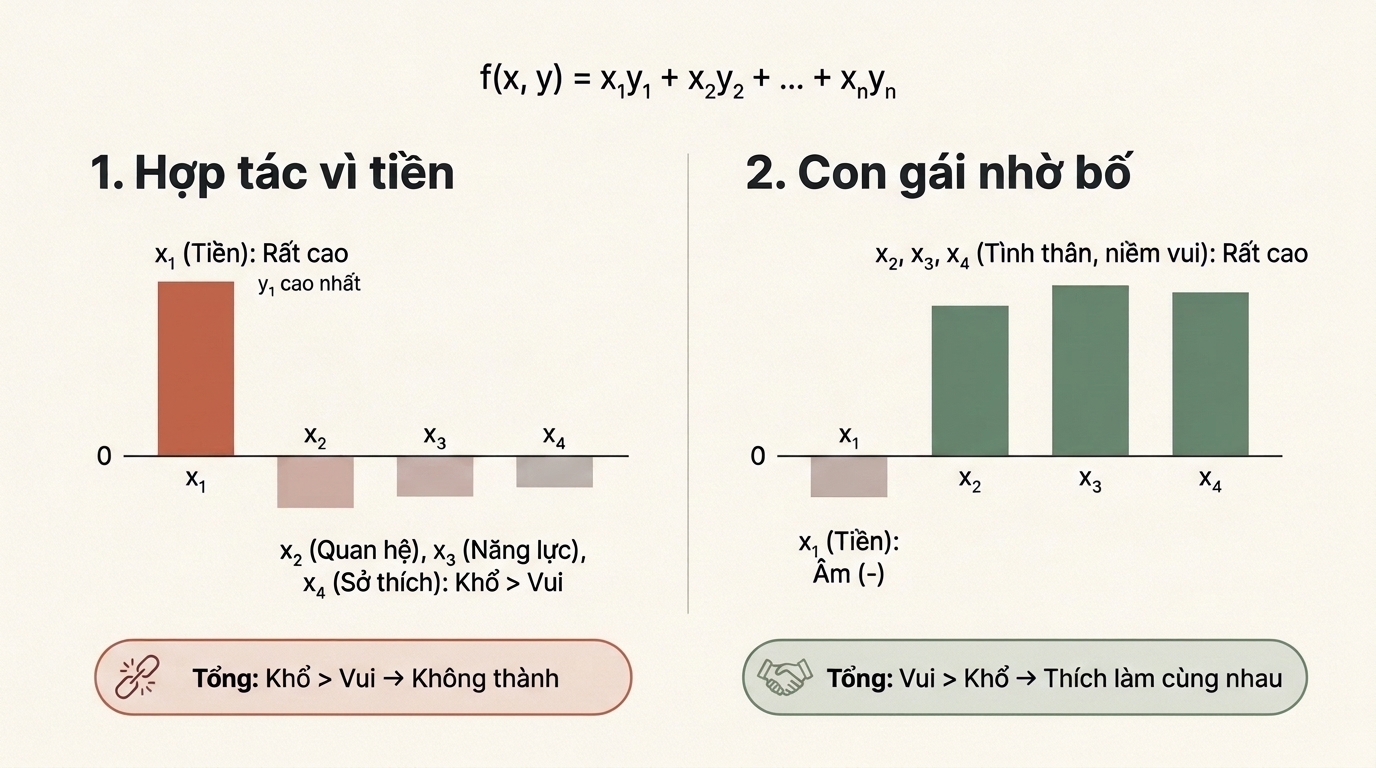 f(x, y) = x₁y₁ + x₂y₂ + ... + xₙyₙ
1. Hợp tác vì tiền
x₁ (Tiền): Rất cao
y₁ cao nhất
0
x₁
x₂
x₃
x₄
x₂ (Quan hệ), x₃ (Năng lực),
x₄ (Sở thích): Khổ > Vui
Tổng: Khổ > Vui → Không thành
2. Con gái nhờ bố
x₂, x₃, x₄ (Tình thân, niềm vui): Rất cao
0
x₁
x₂
x₃
x₄
x₁ (Tiền):
Âm (-)
Tổng: Vui > Khổ → Thích làm cùng nhau